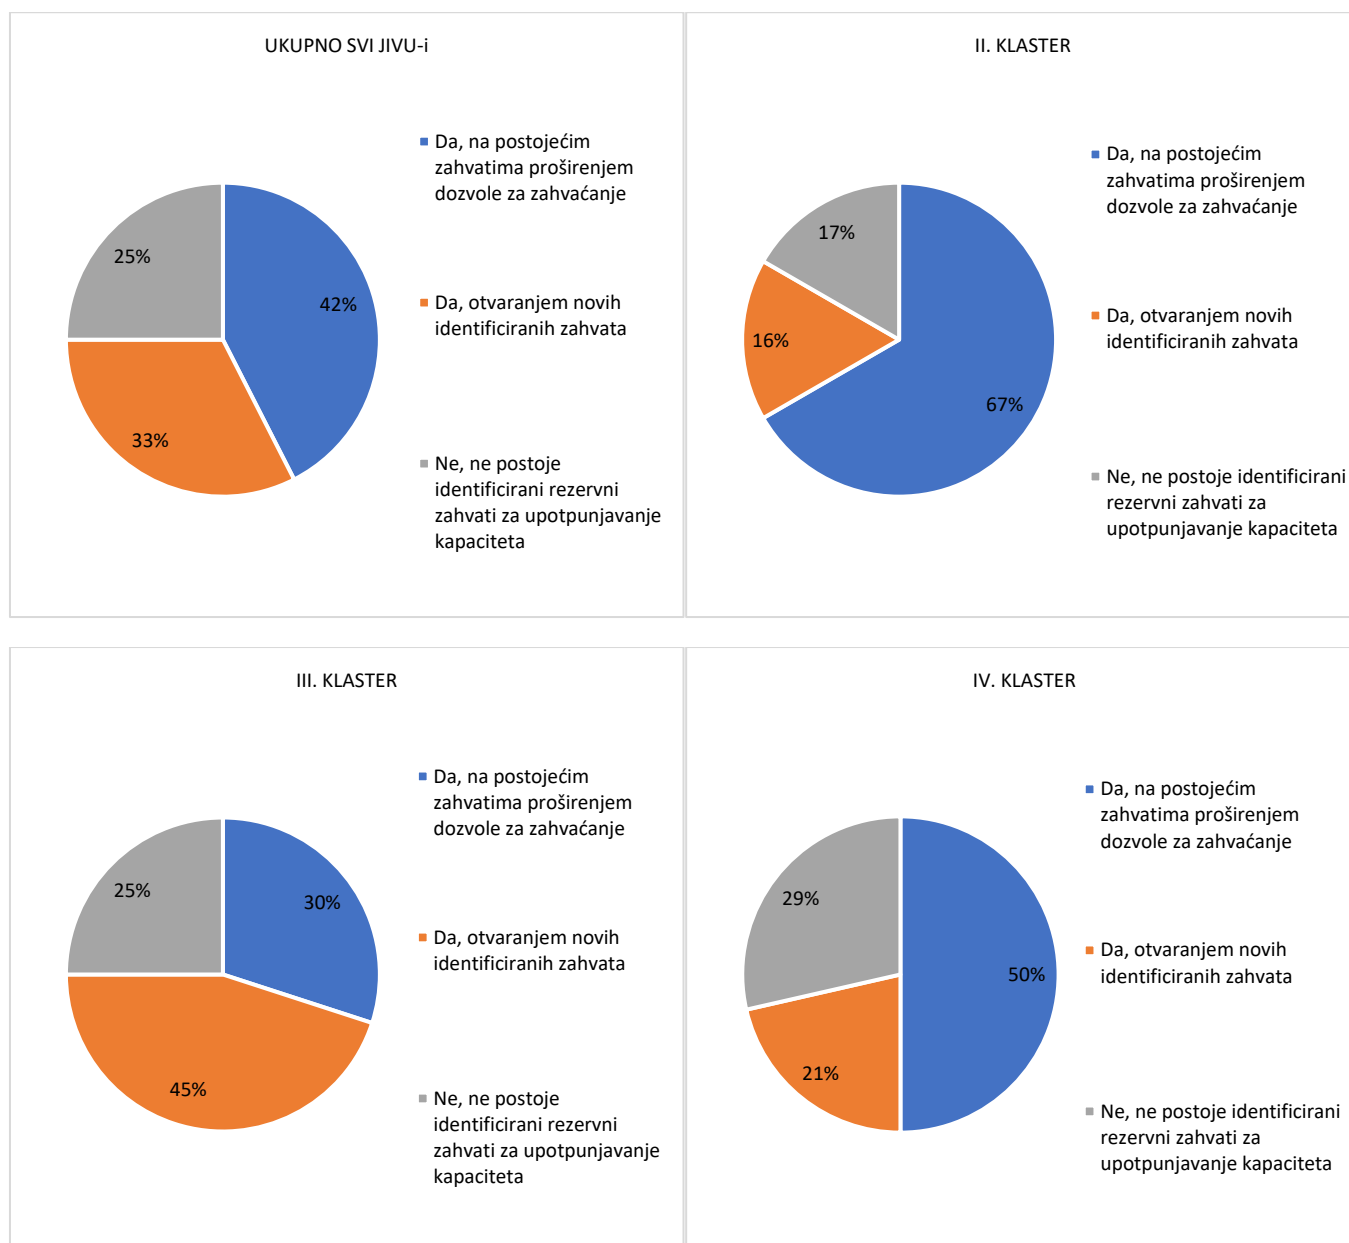 UKUPNO SVI JIVU-i
Da, na postojećim
zahvatima proširenjem
dozvole za zahvaćanje
Da, otvaranjem novih
identificiranih zahvata
Ne, ne postoje
identificirani rezervni
zahvati za upotpunjavanje
kapaciteta
25%
42%
33%
II. KLASTER
Da, na postojećim
zahvatima proširenjem
dozvole za zahvaćanje
Da, otvaranjem novih
identificiranih zahvata
Ne, ne postoje identificirani
rezervni zahvati za
upotpunjavanje kapaciteta
17%
16%
67%
III. KLASTER
Da, na postojećim
zahvatima proširenjem
dozvole za zahvaćanje
Da, otvaranjem novih
identificiranih zahvata
Ne, ne postoje
identificirani rezervni
zahvati za upotpunjavanje
kapaciteta
25%
30%
45%
IV. KLASTER
Da, na postojećim
zahvatima proširenjem
dozvole za zahvaćanje
Da, otvaranjem novih
identificiranih zahvata
Ne, ne postoje identificirani
rezervni zahvati za
upotpunjavanje kapaciteta
29%
50%
21%